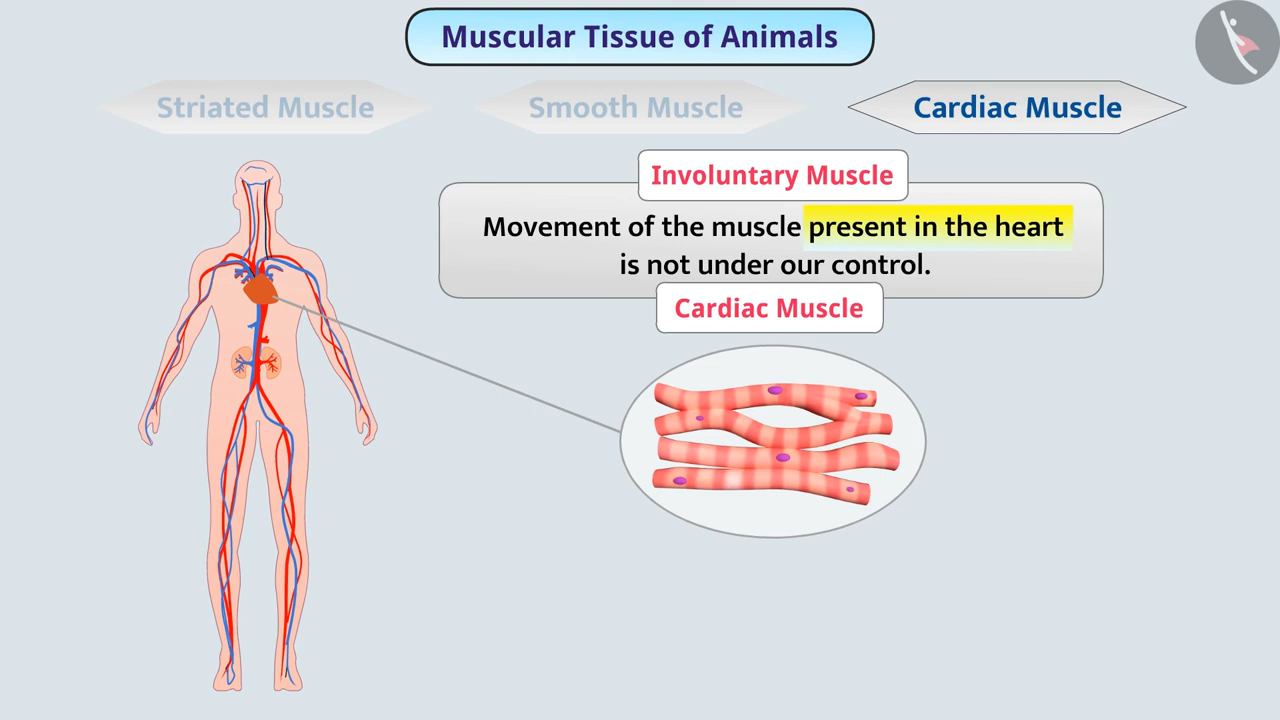 Muscular Tissue of Animals
Striated Muscle
Smooth Muscle
Cardiac Muscle
Involuntary Muscle
Movement of the muscle present in the heart
is not under our control.
Cardiac Muscle